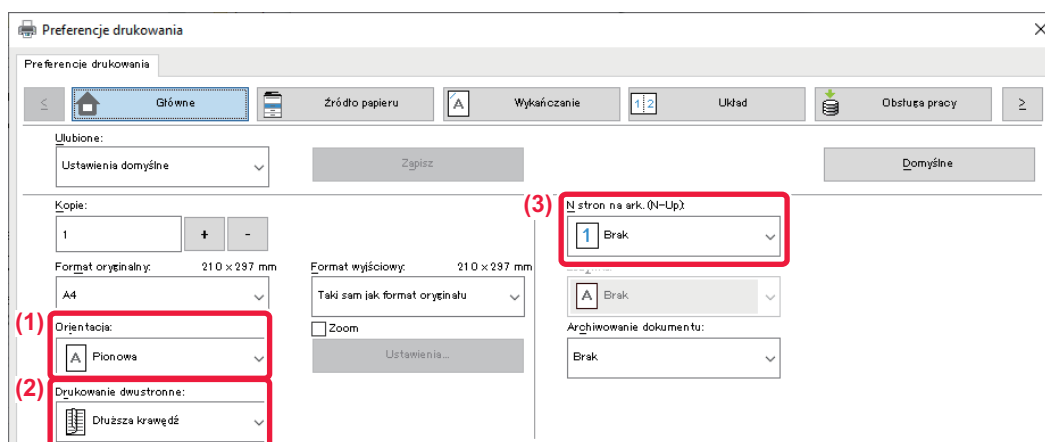 Preferencje drukowania
Preferencje drukowania
Główne
Źródło papieru
Wykańczanie
1 2
Układ
Obsługa pracy
Ulubione:
Ustawienia domyślne
Zapisz
Domyślne
Kopie:
1
+
-
(3)
N stron na ark. (N-Up):
1 Brak
Format oryginalny:
210 x 297 mm
A4
Format wyjściowy:
210 x 297 mm
Taki sam jak format oryginału
A Brak
(1)
Orientacja:
A Pionowa
Zoom
Ustawienia...
Archiwowanie dokumentu:
Brak
(2)
Drukowanie dwustronne:
Dłuższa krawędź